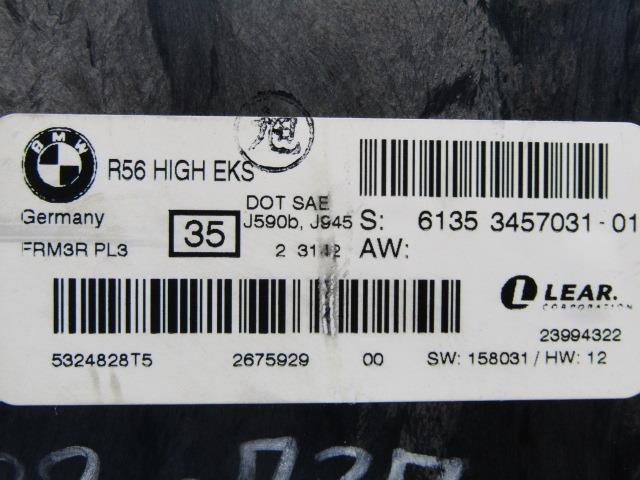 BMW
R56 HIGH EKS
旭
Germany
FRM3R PL3
35
DOT SAE
J590b, J945
2 3142
S: 6135 3457031-01
AW:
LEAR.
CORPORATION
23994322
5324828T5 2675929 00 SW: 158031 / HW: 12